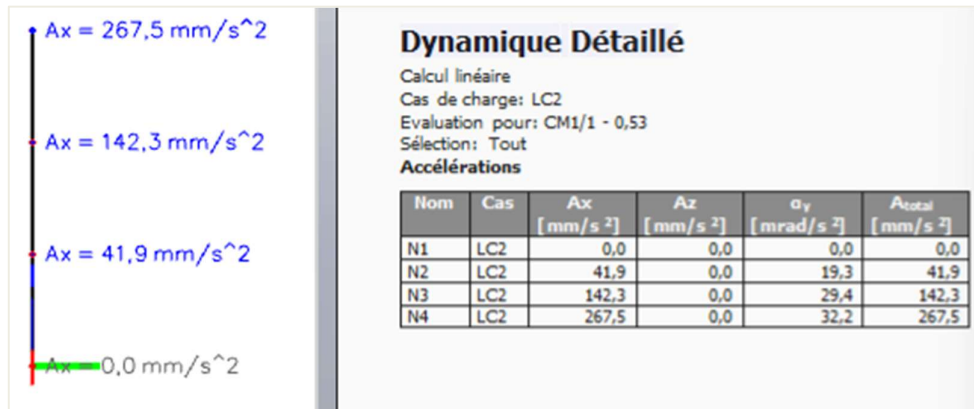 Ax = 267,5 mm/s^2
Ax = 142,3 mm/s^2
Ax = 41,9 mm/s^2
Ax = 0,0 mm/s^2
Dynamique Détaillé
Calcul linéaire
Cas de charge: LC2
Evaluation pour: CM1/1 - 0,53
Sélection: Tout
Accélérations
Nom Cas Ax Az αy Atotal
[mm/s ²] [mm/s ²] [mrad/s ²] [mm/s ²]
N1 LC2 0,0 0,0 0,0 0,0
N2 LC2 41,9 0,0 19,3 41,9
N3 LC2 142,3 0,0 29,4 142,3
N4 LC2 267,5 0,0 32,2 267,5